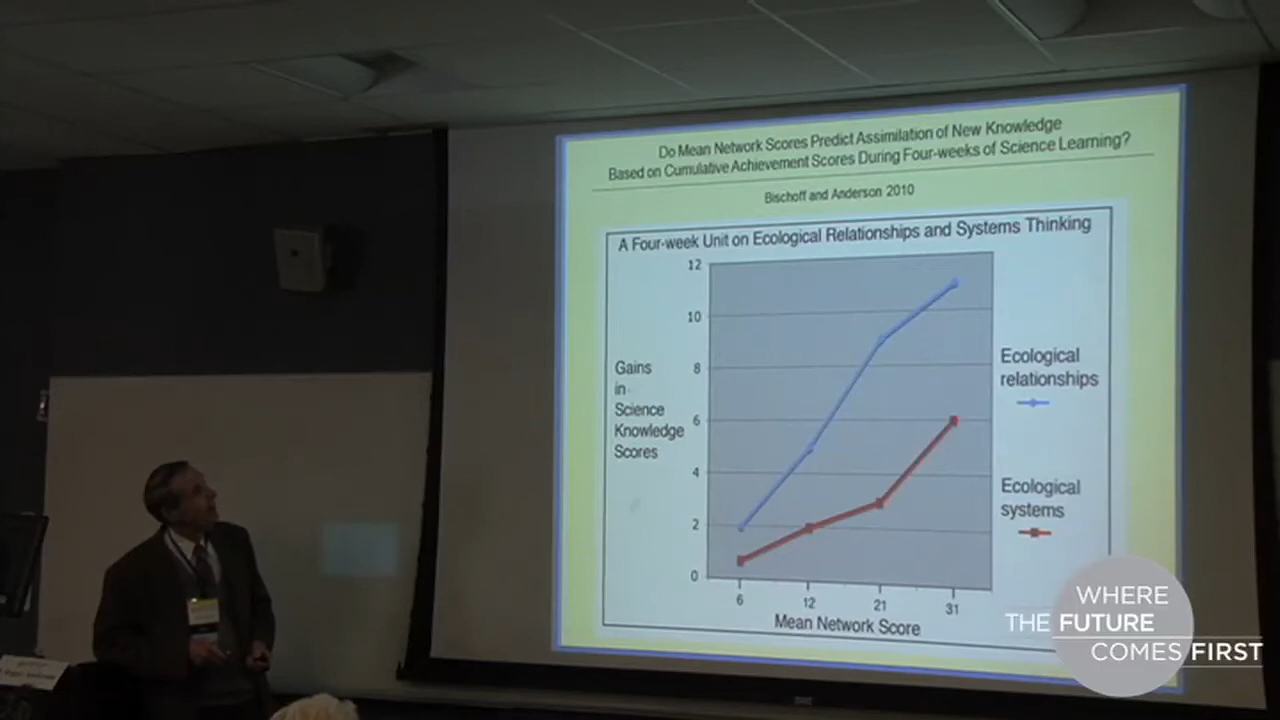 Do Mean Network Scores Predict Assimilation of New Knowledge
Based on Cumulative Achievement Scores During Four-weeks of Science Learning?
Bischoff and Anderson 2010
A Four-week Unit on Ecological Relationships and Systems Thinking
12
10
8
6
4
2
0
Gains
in
Science
Knowledge
Scores
6
12
21
31
Mean Network Score
Ecological
relationships
Ecological
systems
WHERE
THE FUTURE
COMES FIRST